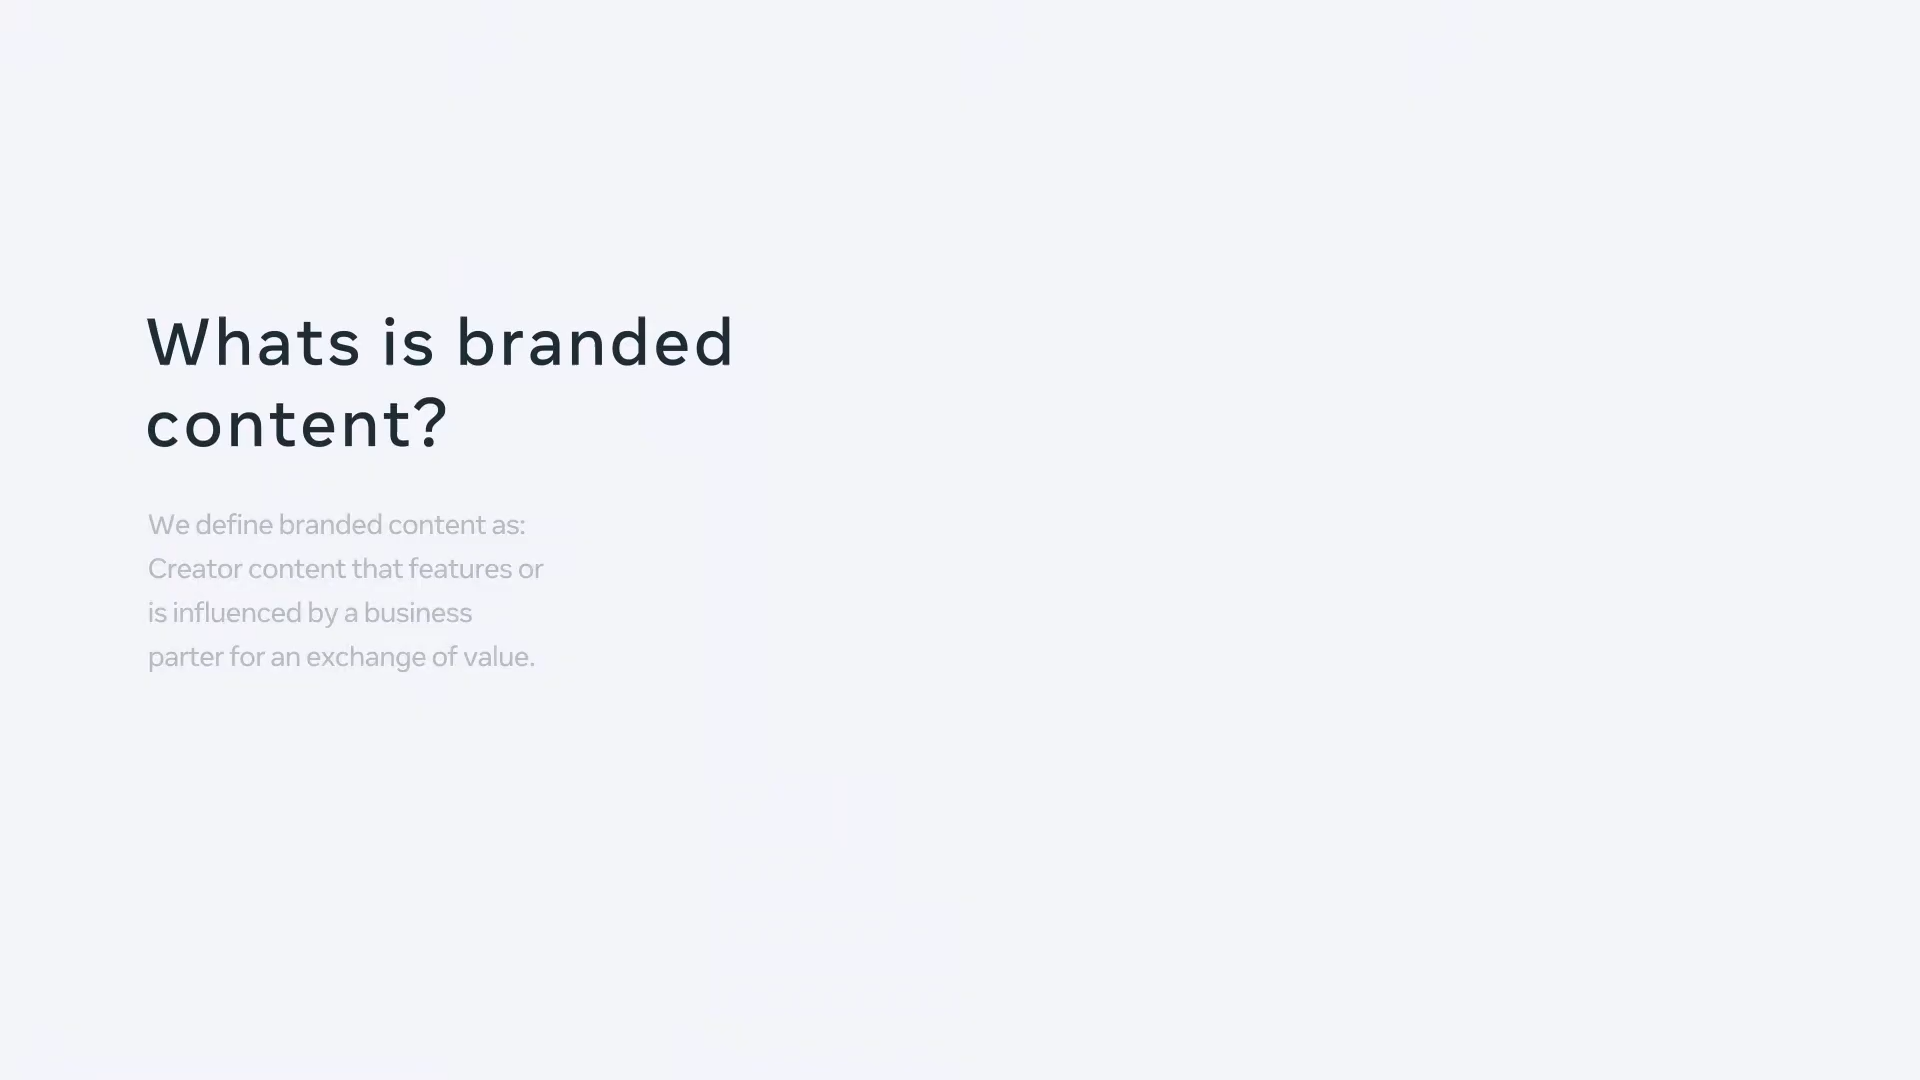 Whats is branded
content?
We define branded content as:
Creator content that features or
is influenced by a business
parter for an exchange of value.